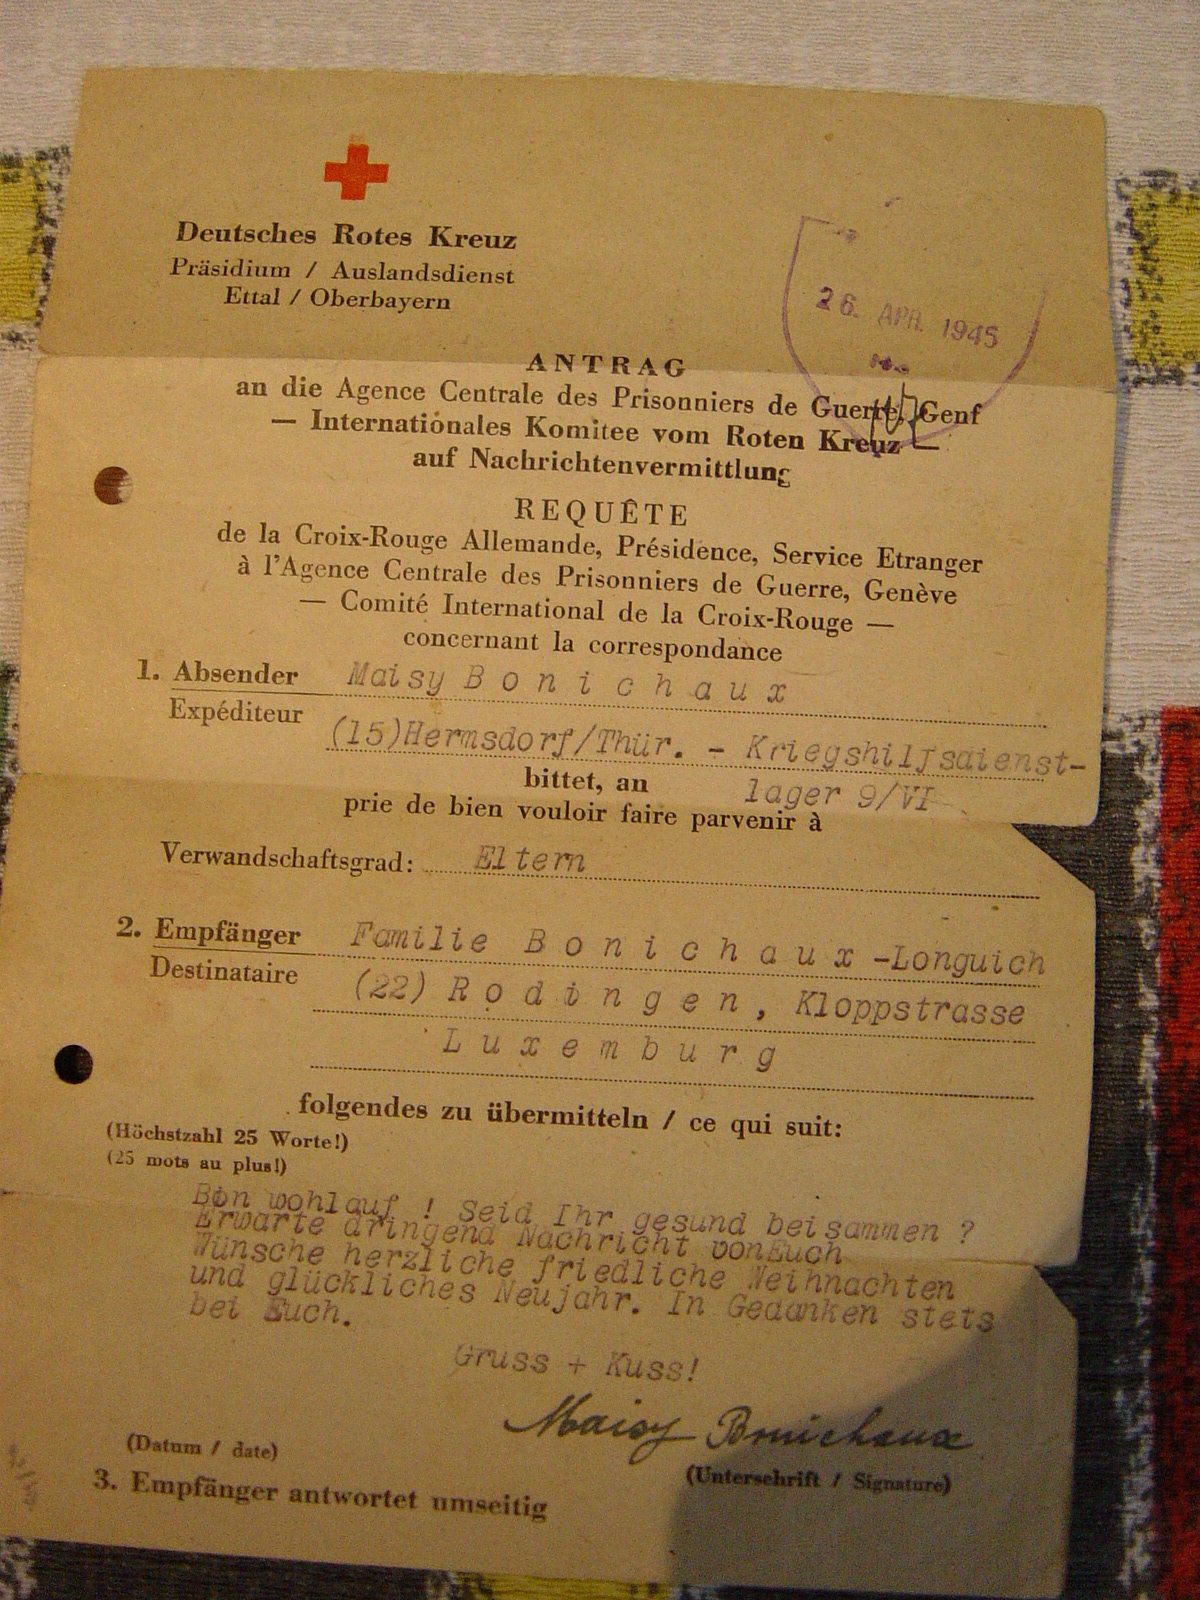 Deutsches Rotes Kreuz
Präsidium / Auslandsdienst
Ettal / Oberbayern
26. APR. 1945
ANTRAG
an die Agence Centrale des Prisonniers de Guerre, Genf
— Internationales Komitee vom Roten Kreuz —
auf Nachrichtenvermittlung
REQUÊTE
de la Croix-Rouge Allemande, Présidence, Service Etranger
à l'Agence Centrale des Prisonniers de Guerre, Genève
— Comité International de la Croix-Rouge —
concernant la correspondance
1. Absender Maisy Bonichaux
Expéditeur (15)Hermsdorf/Thür. - Kriegshilfsdienst-
bittet, an lager 9/VI
prie de bien vouloir faire parvenir à
Verwandschaftsgrad: Eltern
2. Empfänger Familie Bonichaux -Longuich
Destinataire (22) Rodingen, Kloppstrasse
Luxemburg
folgendes zu übermitteln / ce qui suit:
(Höchstzahl 25 Worte!)
(25 mots au plus!)
Bin wohlauf ! Seid Ihr gesund beisammen ?
Erwarte dringend Nachricht vonEuch
Wünsche herzliche friedliche Weihnachten
und glückliches Neujahr. In Gedanken stets
bei Euch.
Gruss + Kuss!
Maisy Bonichaux
(Datum / date)
(Unterschrift / Signature)
3. Empfänger antwortet umseitig